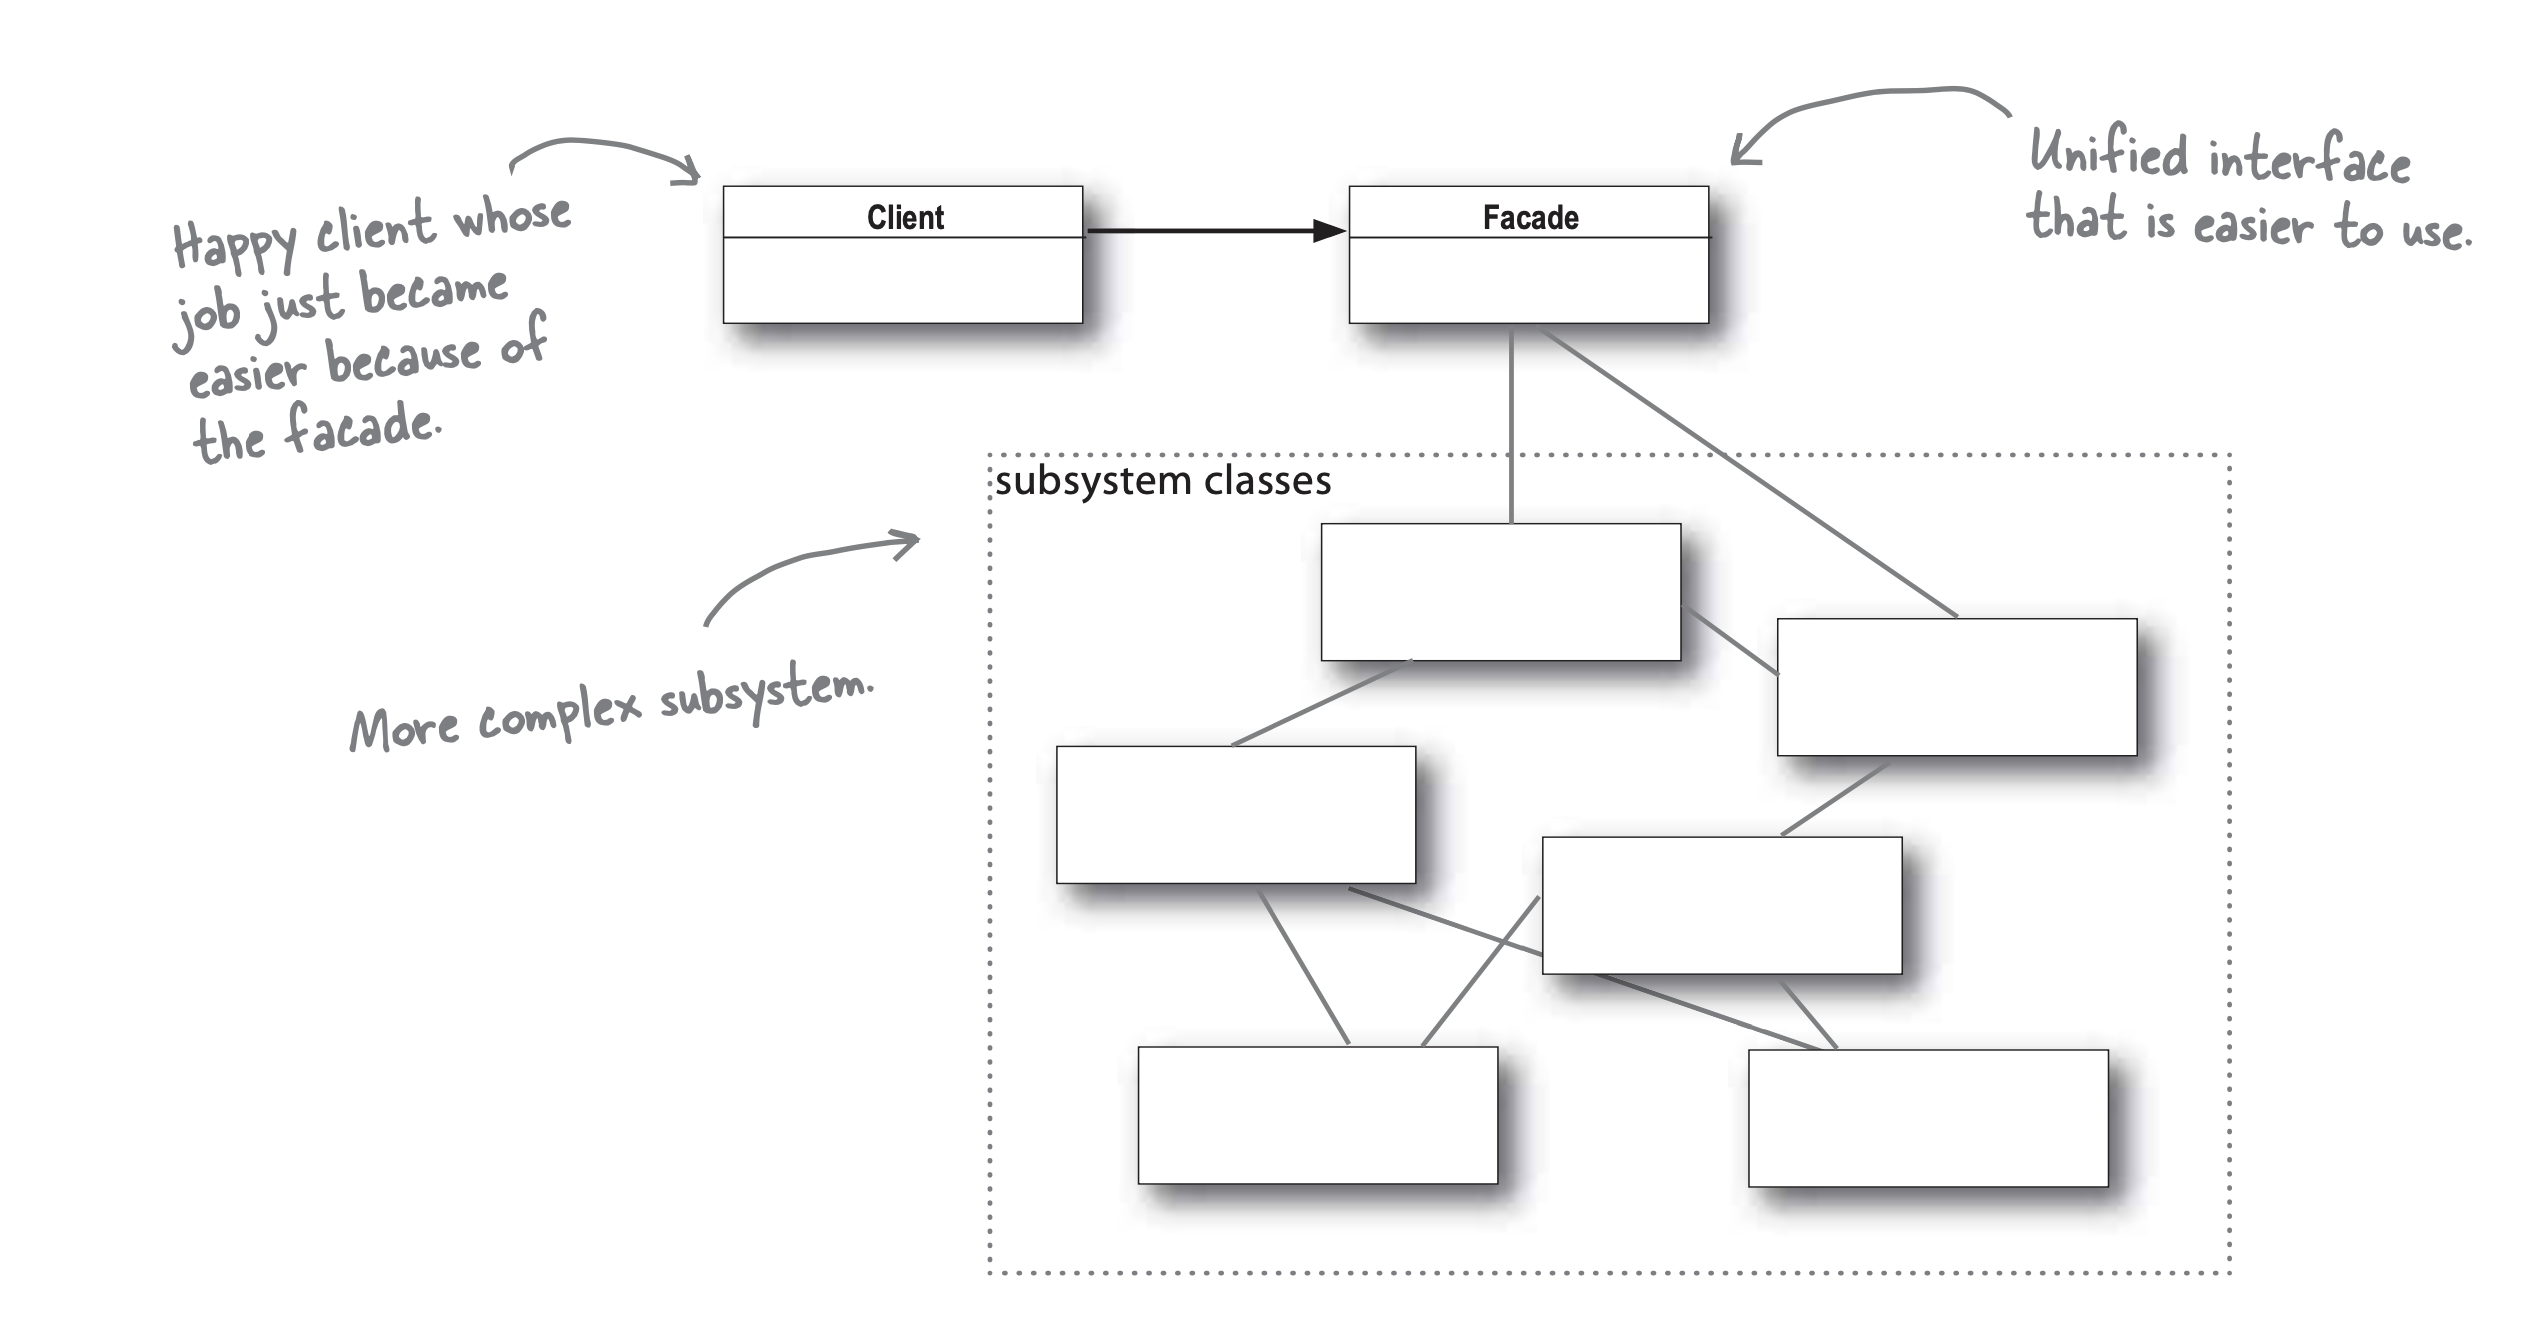 Happy client whose
job just became
easier because of
the facade.
Client
Facade
Unified interface
that is easier to use.
subsystem classes
More complex subsystem.